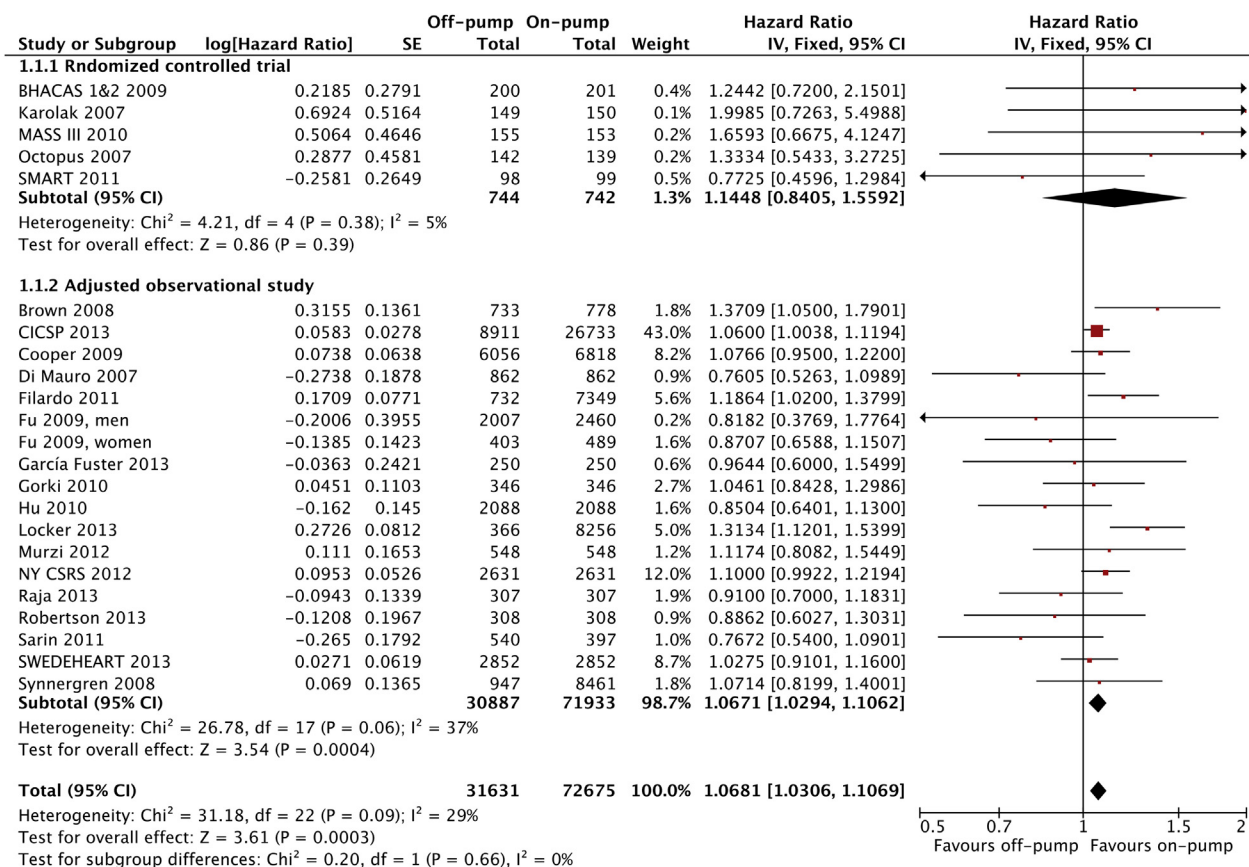 Off-pump On-pump Hazard Ratio Hazard Ratio
Study or Subgroup log[Hazard Ratio] SE Total Total Weight IV, Fixed, 95% CI IV, Fixed, 95% CI
1.1.1 Rndomized controlled trial
BHACAS 1&2 2009 0.2185 0.2791 200 201 0.4% 1.2442 [0.7200, 2.1501]
Karolak 2007 0.6924 0.5164 149 150 0.1% 1.9985 [0.7263, 5.4988]
MASS III 2010 0.5064 0.4646 155 153 0.2% 1.6593 [0.6675, 4.1247]
Octopus 2007 0.2877 0.4581 142 139 0.2% 1.3334 [0.5433, 3.2725]
SMART 2011 −0.2581 0.2649 98 99 0.5% 0.7725 [0.4596, 1.2984]
Subtotal (95% CI) 744 742 1.3% 1.1448 [0.8405, 1.5592]
Heterogeneity: Chi² = 4.21, df = 4 (P = 0.38); I² = 5%
Test for overall effect: Z = 0.86 (P = 0.39)
1.1.2 Adjusted observational study
Brown 2008 0.3155 0.1361 733 778 1.8% 1.3709 [1.0500, 1.7901]
CICSP 2013 0.0583 0.0278 8911 26733 43.0% 1.0600 [1.0038, 1.1194]
Cooper 2009 0.0738 0.0638 6056 6818 8.2% 1.0766 [0.9500, 1.2200]
Di Mauro 2007 −0.2738 0.1878 862 862 0.9% 0.7605 [0.5263, 1.0989]
Filardo 2011 0.1709 0.0771 732 7349 5.6% 1.1864 [1.0200, 1.3799]
Fu 2009, men −0.2006 0.3955 2007 2460 0.2% 0.8182 [0.3769, 1.7764]
Fu 2009, women −0.1385 0.1423 403 489 1.6% 0.8707 [0.6588, 1.1507]
García Fuster 2013 −0.0363 0.2421 250 250 0.6% 0.9644 [0.6000, 1.5499]
Gorki 2010 0.0451 0.1103 346 346 2.7% 1.0461 [0.8428, 1.2986]
Hu 2010 −0.162 0.145 2088 2088 1.6% 0.8504 [0.6401, 1.1300]
Locker 2013 0.2726 0.0812 366 8256 5.0% 1.3134 [1.1201, 1.5399]
Murzi 2012 0.111 0.1653 548 548 1.2% 1.1174 [0.8082, 1.5449]
NY CSRS 2012 0.0953 0.0526 2631 2631 12.0% 1.1000 [0.9922, 1.2194]
Raja 2013 −0.0943 0.1339 307 307 1.9% 0.9100 [0.7000, 1.1831]
Robertson 2013 −0.1208 0.1967 308 308 0.9% 0.8862 [0.6027, 1.3031]
Sarin 2011 −0.265 0.1792 540 397 1.0% 0.7672 [0.5400, 1.0901]
SWEDEHEART 2013 0.0271 0.0619 2852 2852 8.7% 1.0275 [0.9101, 1.1600]
Synnergren 2008 0.069 0.1365 947 8461 1.8% 1.0714 [0.8199, 1.4001]
Subtotal (95% CI) 30887 71933 98.7% 1.0671 [1.0294, 1.1062]
Heterogeneity: Chi² = 26.78, df = 17 (P = 0.06); I² = 37%
Test for overall effect: Z = 3.54 (P = 0.0004)
Total (95% CI) 31631 72675 100.0% 1.0681 [1.0306, 1.1069]
Heterogeneity: Chi² = 31.18, df = 22 (P = 0.09); I² = 29%
Test for overall effect: Z = 3.61 (P = 0.0003)
Test for subgroup differences: Chi² = 0.20, df = 1 (P = 0.66), I² = 0%
0.5 0.7 1 1.5 2
Favours off-pump Favours on-pump